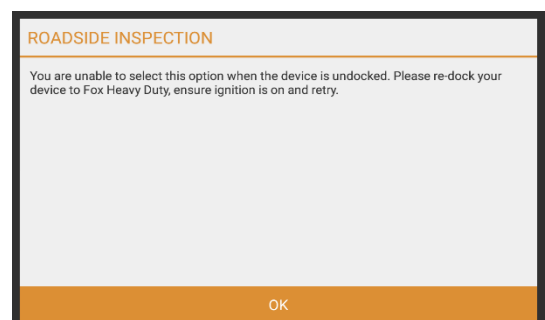 ROADSIDE INSPECTION
You are unable to select this option when the device is undocked. Please re-dock your
device to Fox Heavy Duty, ensure ignition is on and retry.
OK